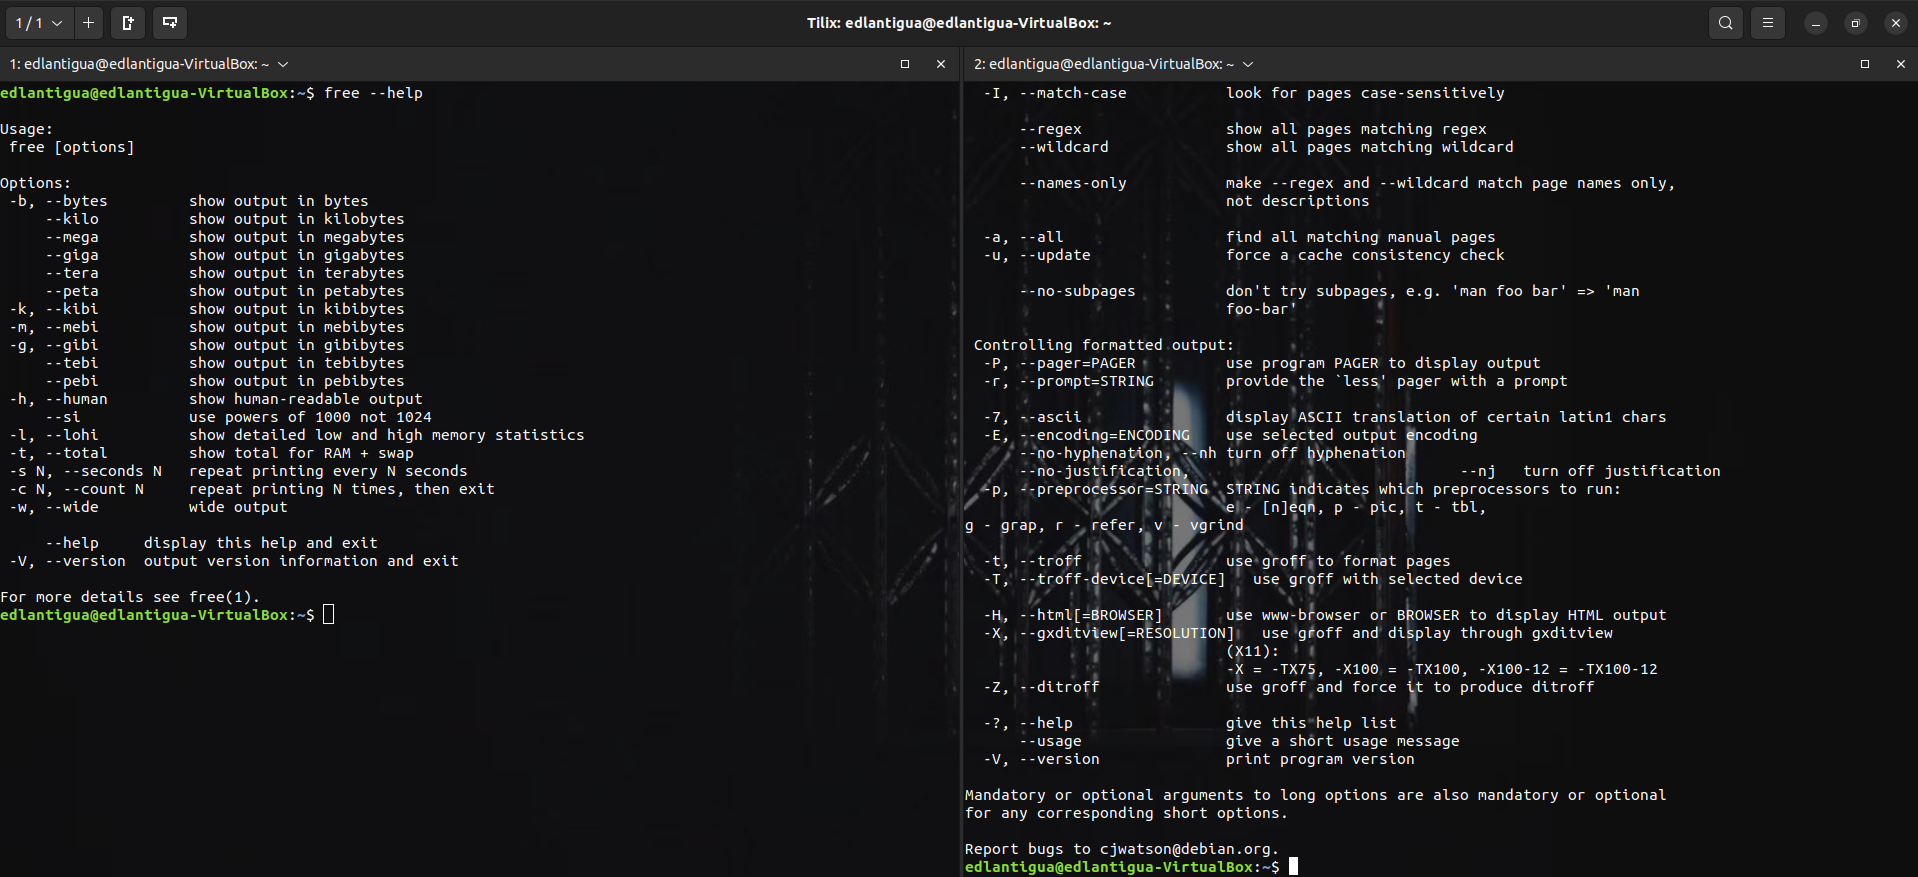 1 / 1
Tilix: edlantigua@edlantigua-VirtualBox: ~
1: edlantigua@edlantigua-VirtualBox: ~
edlantigua@edlantigua-VirtualBox:~$ free --help

Usage:
 free [options]

Options:
 -b, --bytes         show output in bytes
     --kilo          show output in kilobytes
     --mega          show output in megabytes
     --giga          show output in gigabytes
     --tera          show output in terabytes
     --peta          show output in petabytes
 -k, --kibi          show output in kibibytes
 -m, --mebi          show output in mebibytes
 -g, --gibi          show output in gibibytes
     --tebi          show output in tebibytes
     --pebi          show output in pebibytes
 -h, --human         show human-readable output
     --si            use powers of 1000 not 1024
 -l, --lohi          show detailed low and high memory statistics
 -t, --total         show total for RAM + swap
 -s N, --seconds N   repeat printing every N seconds
 -c N, --count N     repeat printing N times, then exit
 -w, --wide          wide output

     --help     display this help and exit
 -V, --version  output version information and exit

For more details see free(1).
edlantigua@edlantigua-VirtualBox:~$
2: edlantigua@edlantigua-VirtualBox: ~
  -I, --match-case           look for pages case-sensitively

      --regex                show all pages matching regex
      --wildcard             show all pages matching wildcard

      --names-only           make --regex and --wildcard match page names only,
                             not descriptions

  -a, --all                  find all matching manual pages
  -u, --update               force a cache consistency check

      --no-subpages          don't try subpages, e.g. 'man foo bar' => 'man
                             foo-bar'

 Controlling formatted output:
  -P, --pager=PAGER          use program PAGER to display output
  -r, --prompt=STRING        provide the `less' pager with a prompt

  -7, --ascii                display ASCII translation of certain latin1 chars
  -E, --encoding=ENCODING    use selected output encoding
      --no-hyphenation, --nh turn off hyphenation
      --no-justification,                              --nj   turn off justification
  -p, --preprocessor=STRING  STRING indicates which preprocessors to run:
                             e - [n]eqn, p - pic, t - tbl,
g - grap, r - refer, v - vgrind

  -t, --troff                use groff to format pages
  -T, --troff-device[=DEVICE]   use groff with selected device

  -H, --html[=BROWSER]       use www-browser or BROWSER to display HTML output
  -X, --gxditview[=RESOLUTION]   use groff and display through gxditview
                             (X11):
                             -X = -TX75, -X100 = -TX100, -X100-12 = -TX100-12
  -Z, --ditroff              use groff and force it to produce ditroff

  -?, --help                 give this help list
      --usage                give a short usage message
  -V, --version              print program version

Mandatory or optional arguments to long options are also mandatory or optional
for any corresponding short options.

Report bugs to cjwatson@debian.org.
edlantigua@edlantigua-VirtualBox:~$